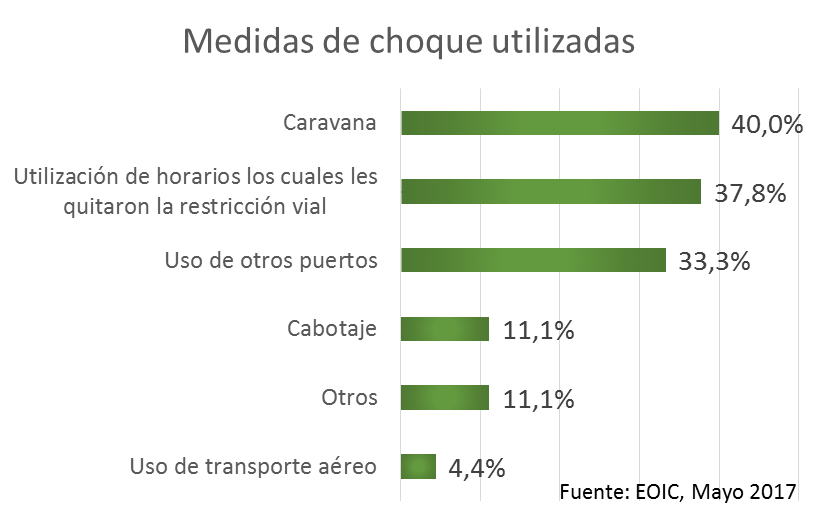 Medidas de choque utilizadas
Caravana
40,0%
Utilización de horarios los cuales les
quitaron la restricción vial
37,8%
Uso de otros puertos
33,3%
Cabotaje
11,1%
Otros
11,1%
Uso de transporte aéreo
4,4%
Fuente: EOIC, Mayo 2017